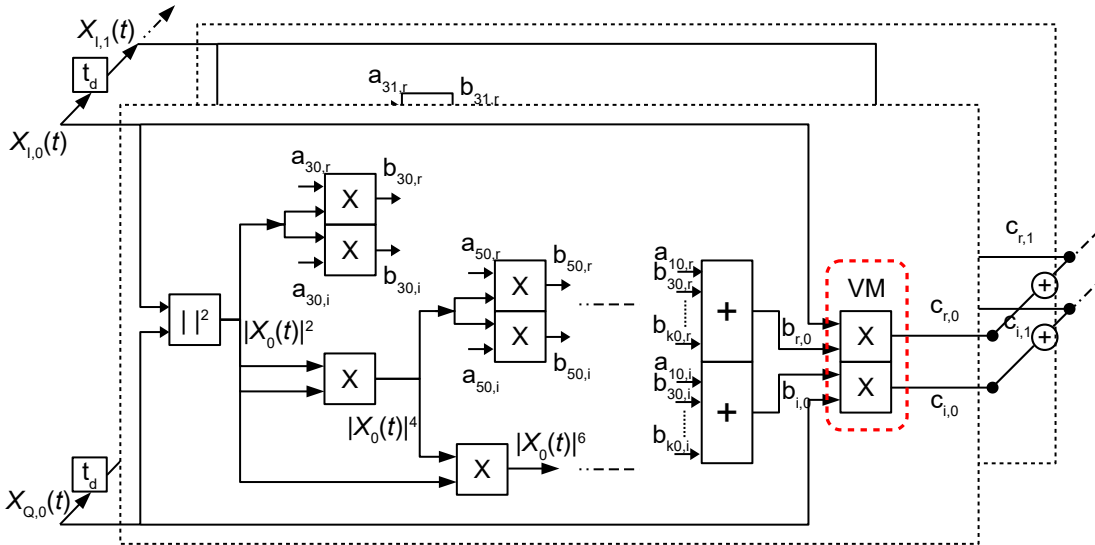 X_{I,1}(t)
t_d
X_{I,0}(t)
a_{31,r}
b_{31,r}
a_{30,r}
b_{30,r}
X
X
a_{30,i}
b_{30,i}
| |²
|X_0(t)|²
a_{50,r}
b_{50,r}
X
X
a_{50,i}
b_{50,i}
X
|X_0(t)|⁴
X
|X_0(t)|⁶
a_{10,r}
b_{30,r}
b_{k0,r}
+
a_{10,i}
b_{30,i}
b_{k0,i}
+
b_{r,0}
b_{i,0}
VM
X
X
c_{r,1}
c_{r,0}
c_{i,1}
c_{i,0}
+
+
t_d
X_{Q,0}(t)